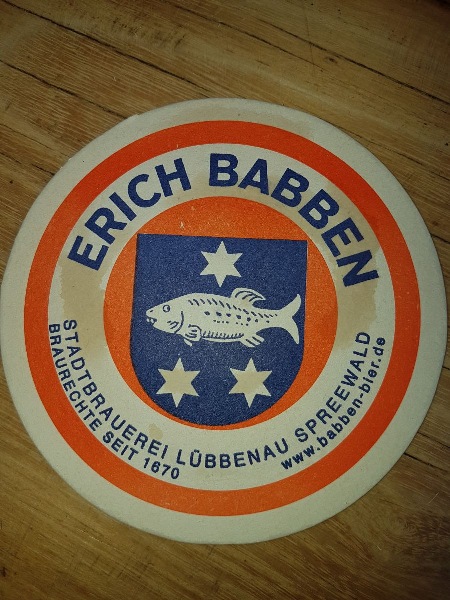 ERICH BABBEN
STADTBRAUEREI LÜBBENAU SPREEWALD
BRAURECHTE SEIT 1670
www.babben-bier.de